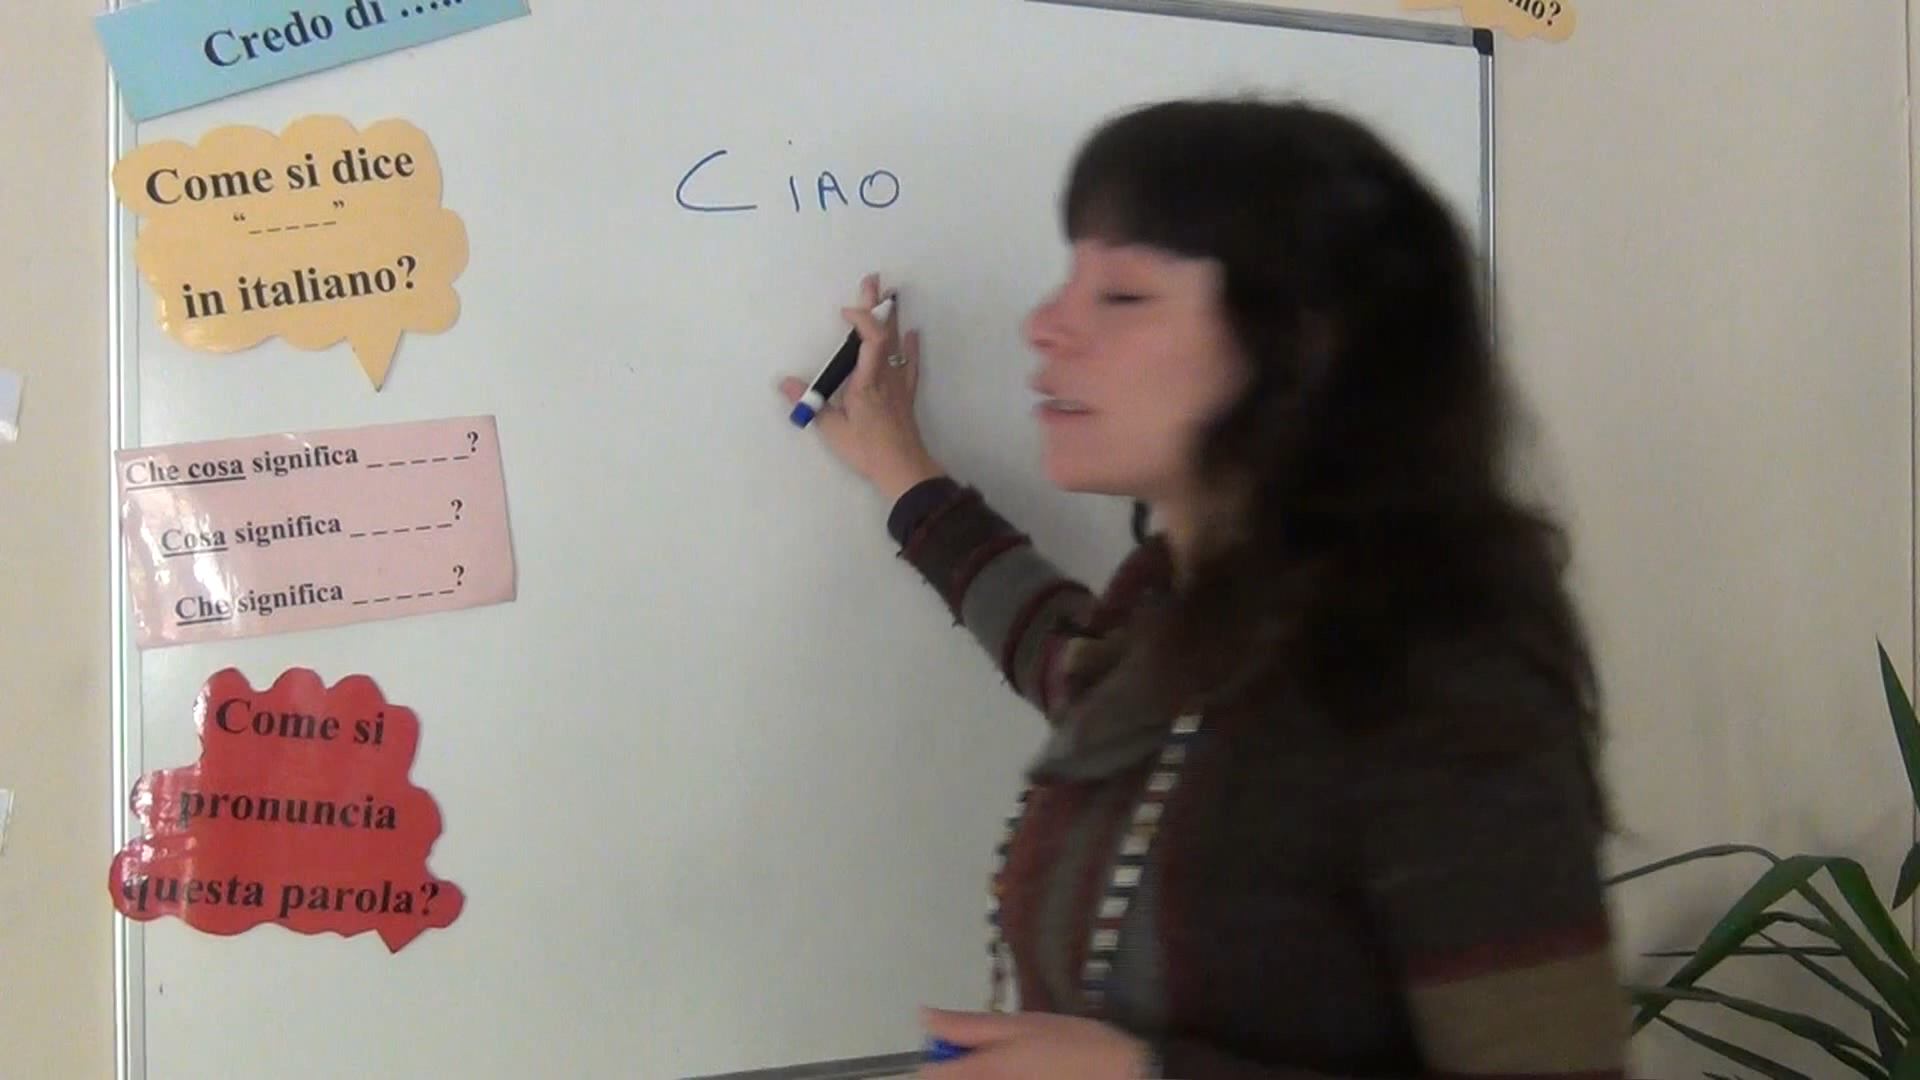 Credo di .....
Come si dice
“_____”
in italiano?
Che cosa significa _____?
Cosa significa _____?
Che significa _____?
Come si
pronuncia
questa parola?
CiAO